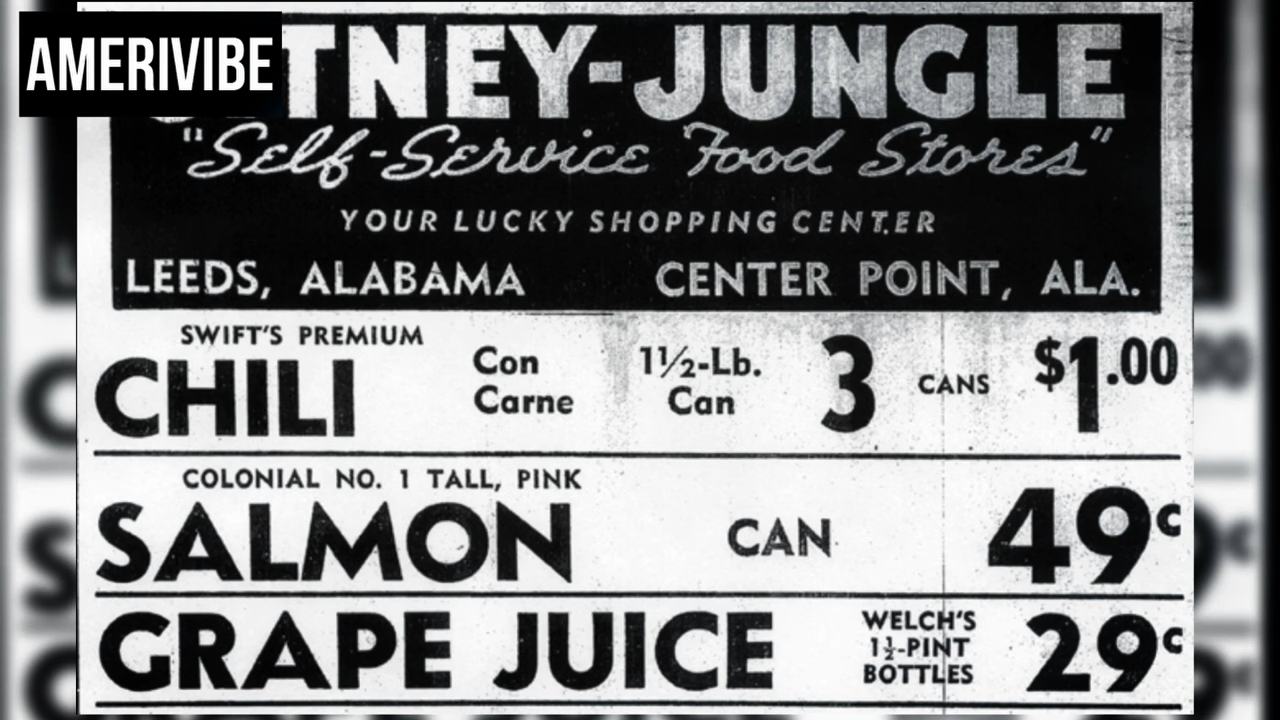 AMERIVIBE
TNEY-JUNGLE
"Self-Service Food Stores"
YOUR LUCKY SHOPPING CENTER
LEEDS, ALABAMA CENTER POINT, ALA.
SWIFT'S PREMIUM
CHILI Con Carne 1½-Lb. Can 3 CANS $1.00
COLONIAL NO. 1 TALL, PINK
SALMON CAN 49c
GRAPE JUICE WELCH'S 1½-PINT BOTTLES 29c